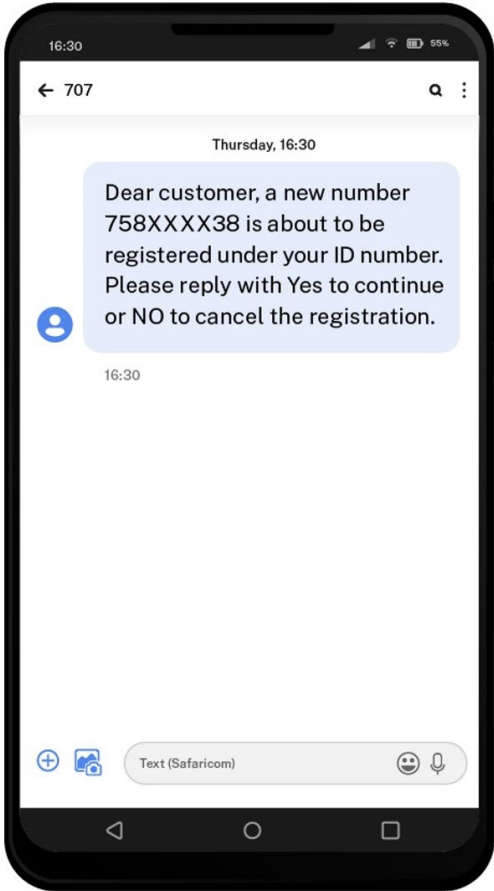 16:30
55%
707
Thursday, 16:30
Dear customer, a new number
758XXXX38 is about to be
registered under your ID number.
Please reply with Yes to continue
or NO to cancel the registration.
16:30
Text (Safaricom)